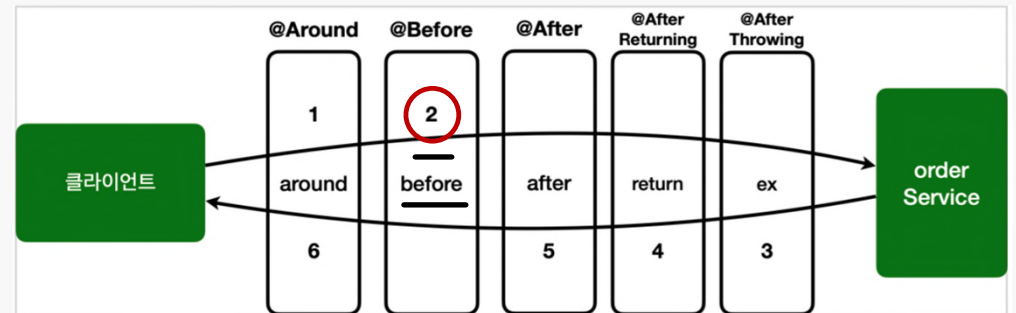 @Around
@Before
@After
@After
Returning
@After
Throwing
1
2
클라이언트
around
before
after
return
ex
order
Service
6
5
4
3